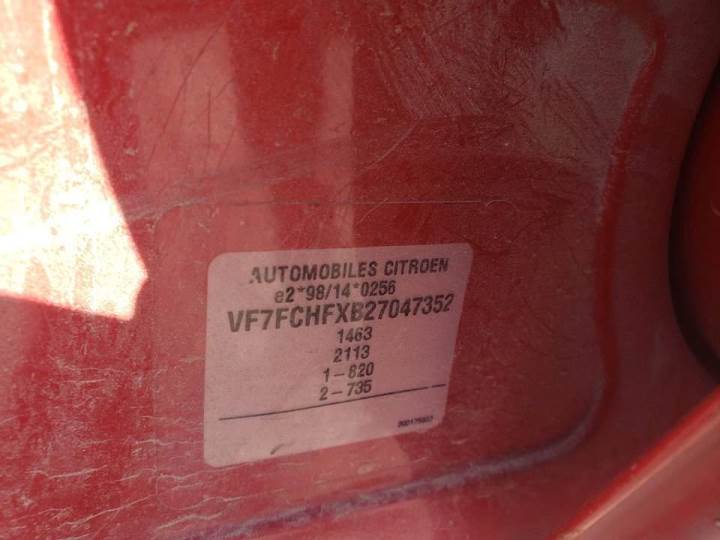 AUTOMOBILES CITROEN
e2*98/14*0256
VF7FCHFXB27047352
1463
2113
1-820
2-735